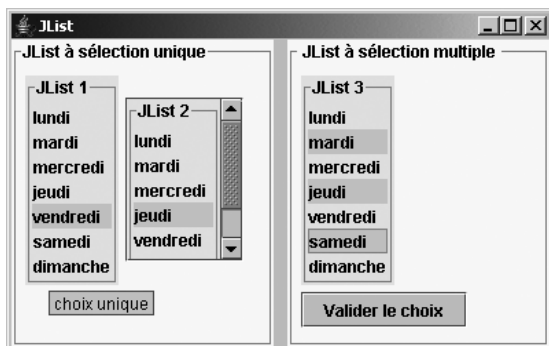 JList
JList à sélection unique
JList 1
lundi
mardi
mercredi
jeudi
vendredi
samedi
dimanche
JList 2
lundi
mardi
mercredi
jeudi
vendredi
choix unique
JList à sélection multiple
JList 3
lundi
mardi
mercredi
jeudi
vendredi
samedi
dimanche
Valider le choix